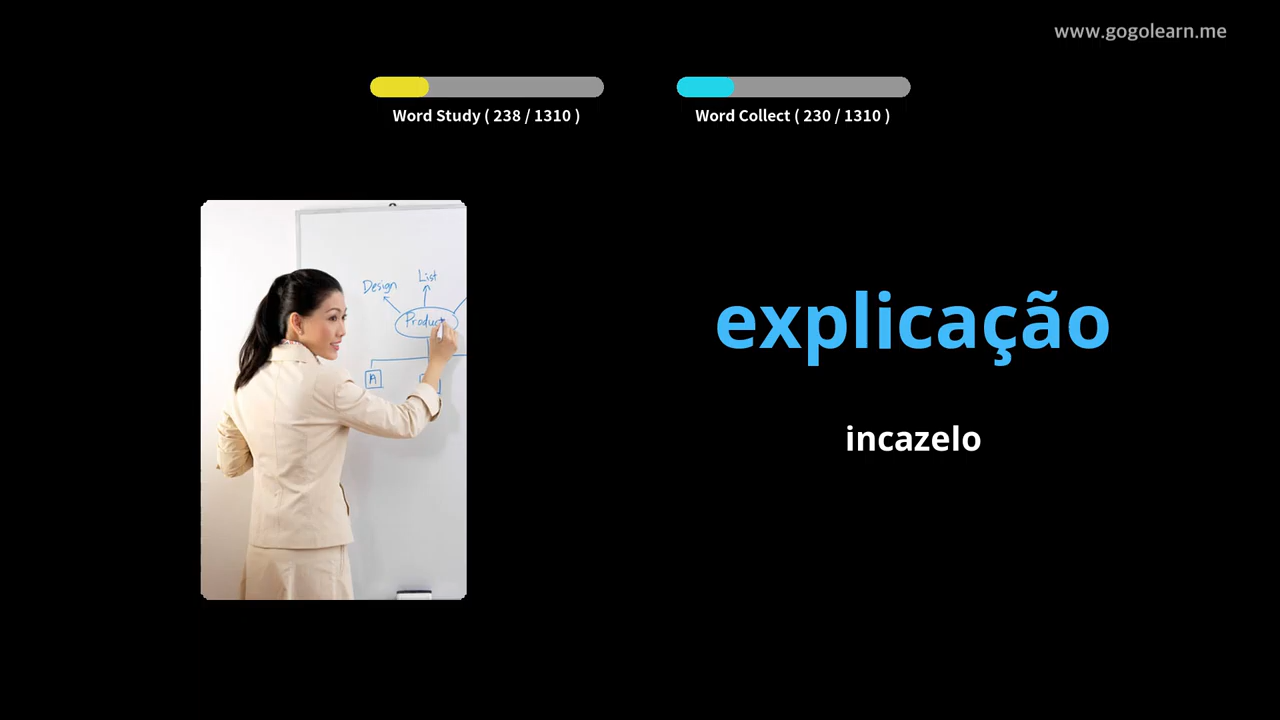 www.gogolearn.me
Word Study ( 238 / 1310 )
Word Collect ( 230 / 1310 )
List
Design
Product
A
explicação
incazelo